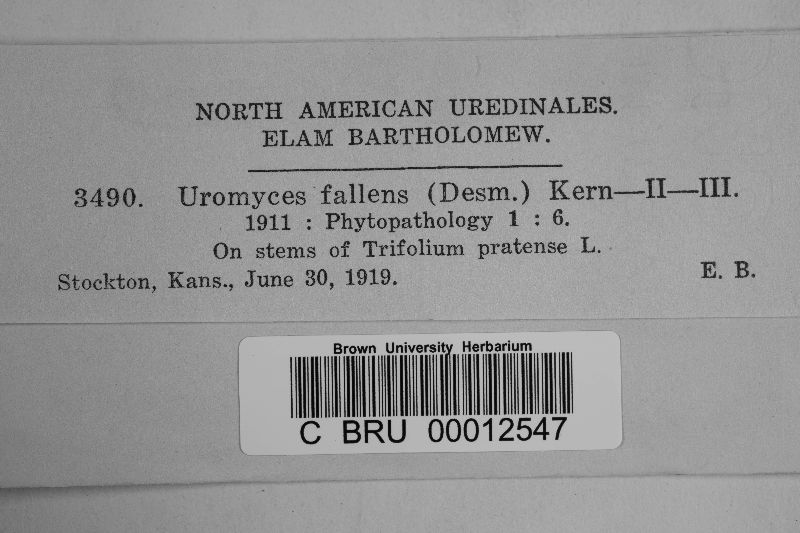 NORTH AMERICAN UREDINALES.
ELAM BARTHOLOMEW.
3490. Uromyces fallens (Desm.) Kern—II—III.
1911 : Phytopathology 1 : 6.
On stems of Trifolium pratense L.
Stockton, Kans., June 30, 1919. E. B.
Brown University Herbarium
C BRU 00012547